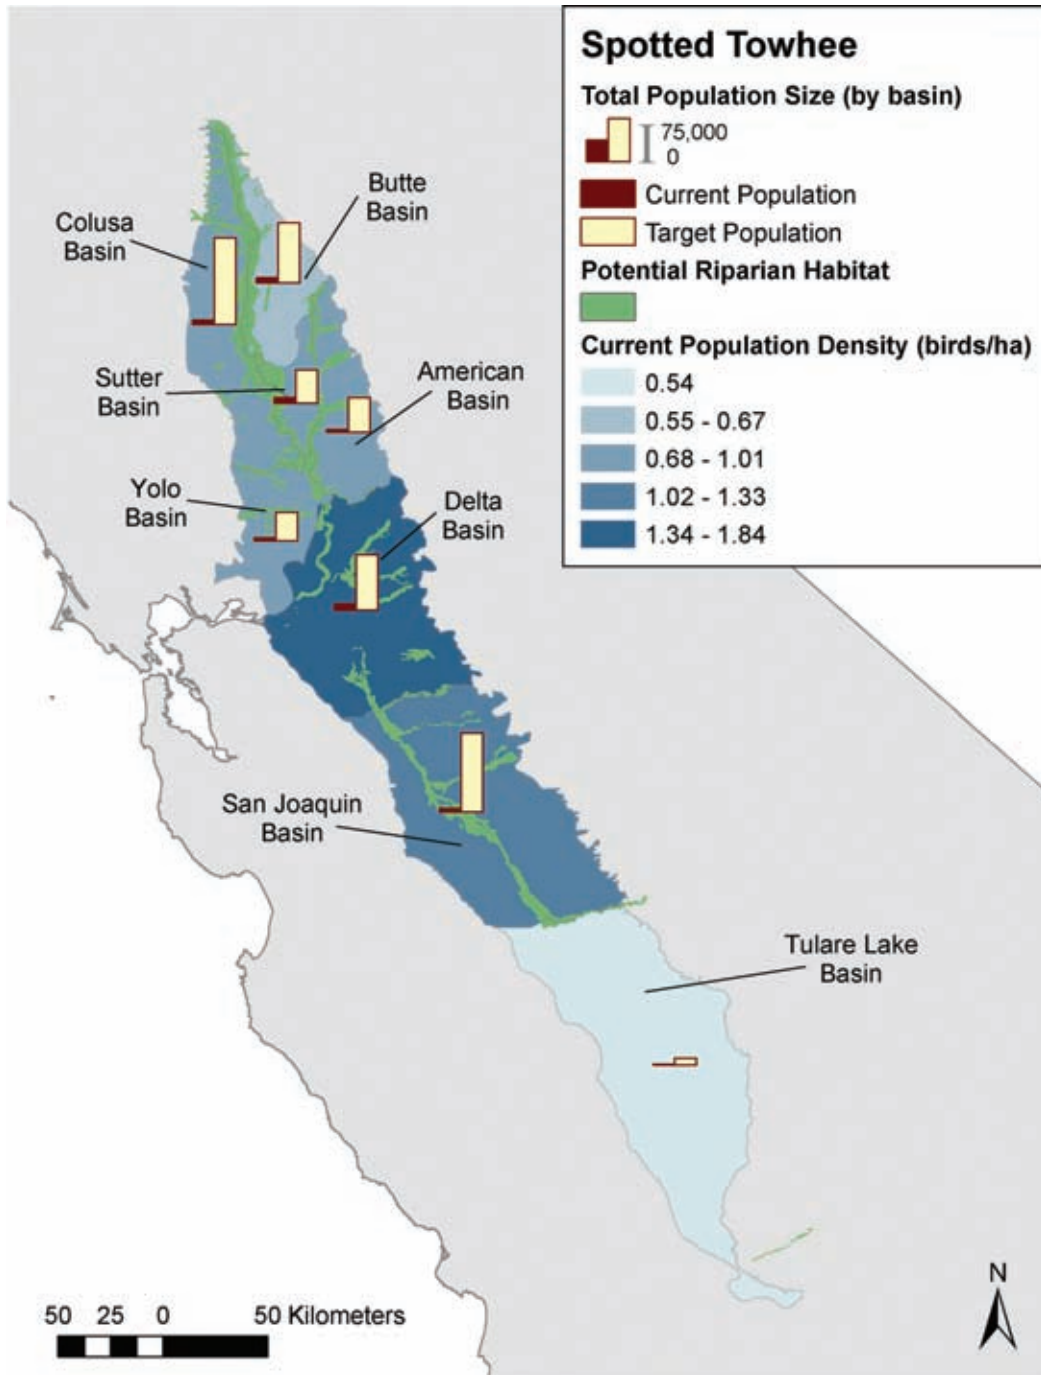 Spotted Towhee
Total Population Size (by basin)
75,000
0
Current Population
Target Population
Potential Riparian Habitat
Current Population Density (birds/ha)
0.54
0.55 - 0.67
0.68 - 1.01
1.02 - 1.33
1.34 - 1.84
Butte
Basin
Colusa
Basin
Sutter
Basin
American
Basin
Yolo
Basin
Delta
Basin
San Joaquin
Basin
Tulare Lake
Basin
50 25 0 50 Kilometers
N